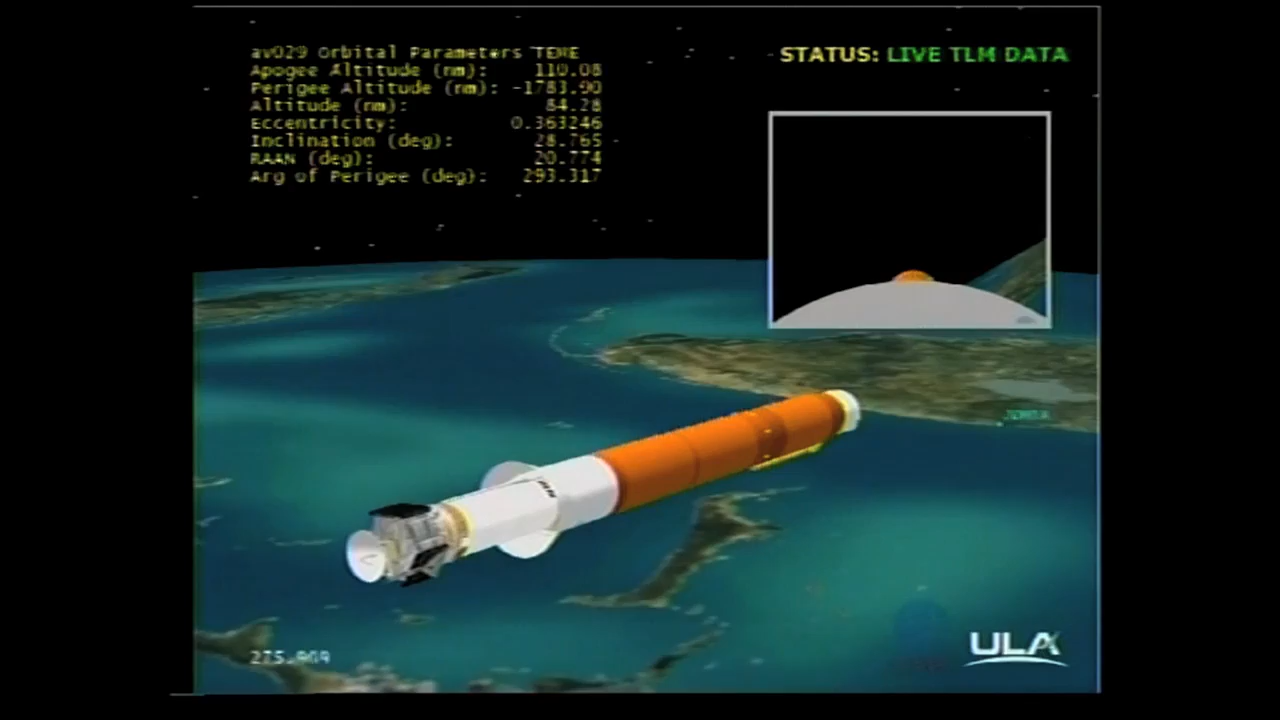 av029 Orbital Parameters TEME
Apogee Altitude (nm): 110.08
Perigee Altitude (nm): -1783.90
Altitude (nm): 84.28
Eccentricity: 0.363246
Inclination (deg): 28.765
RAAN (deg): 20.774
Arg of Perigee (deg): 293.317
STATUS: LIVE TLM DATA
ULA